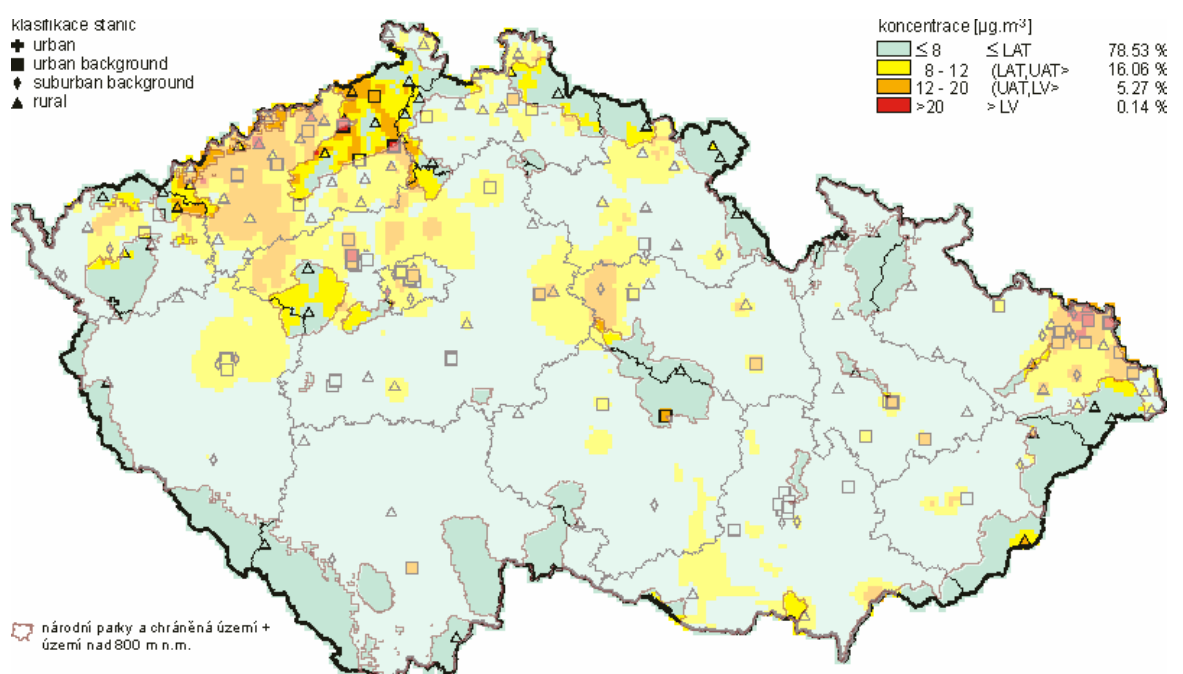 klasifikace stanic
urban
urban background
suburban background
rural
koncentrace [µg.m⁻³]
≤ 8 ≤ LAT 78.53 %
8 - 12 (LAT,UAT> 16.06 %
12 - 20 (UAT,LV> 5.27 %
>20 > LV 0.14 %
národní parky a chráněná území +
území nad 800 m n.m.